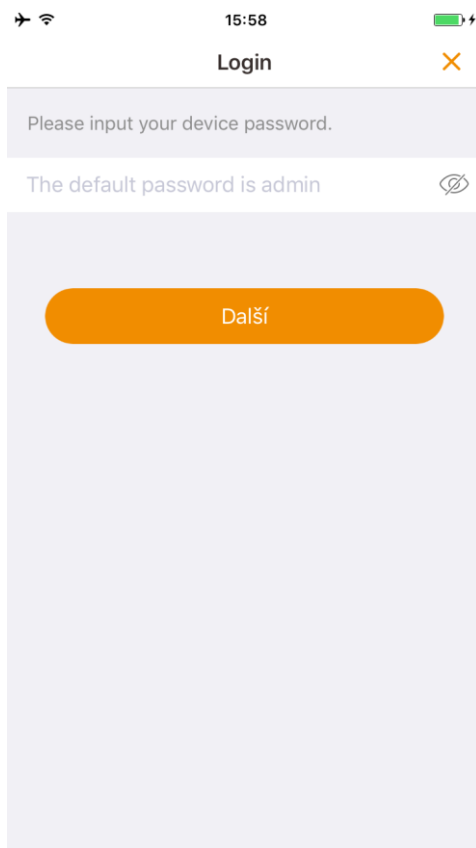 15:58
Login
Please input your device password.
The default password is admin
Další